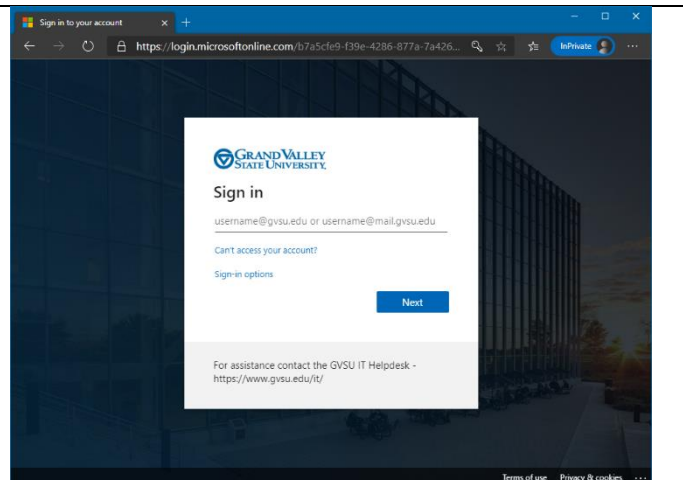 Sign in to your account
https://login.microsoftonline.com/b7a5cfe9-f39e-4286-877a-7a426...
InPrivate
GRAND VALLEY
STATE UNIVERSITY.
Sign in
username@gvsu.edu or username@mail.gvsu.edu
Can't access your account?
Sign-in options
Next
For assistance contact the GVSU IT Helpdesk -
https://www.gvsu.edu/it/
Terms of use Privacy & cookies ...